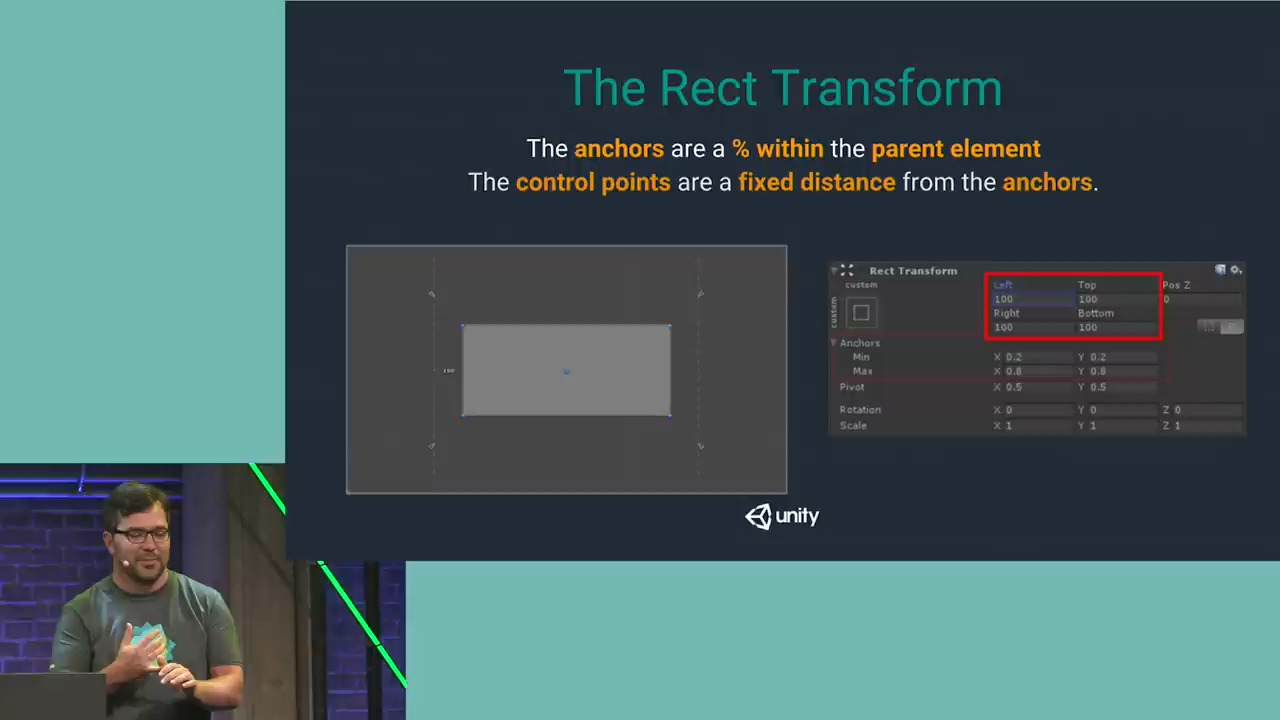 The Rect Transform
The anchors are a % within the parent element
The control points are a fixed distance from the anchors.
Rect Transform
custom
custom
Left Top Pos Z
100 100 0
Right Bottom
100 100
Anchors
Min X 0.2 Y 0.2
Max X 0.8 Y 0.8
Pivot X 0.5 Y 0.5
Rotation X 0 Y 0 Z 0
Scale X 1 Y 1 Z 1
unity